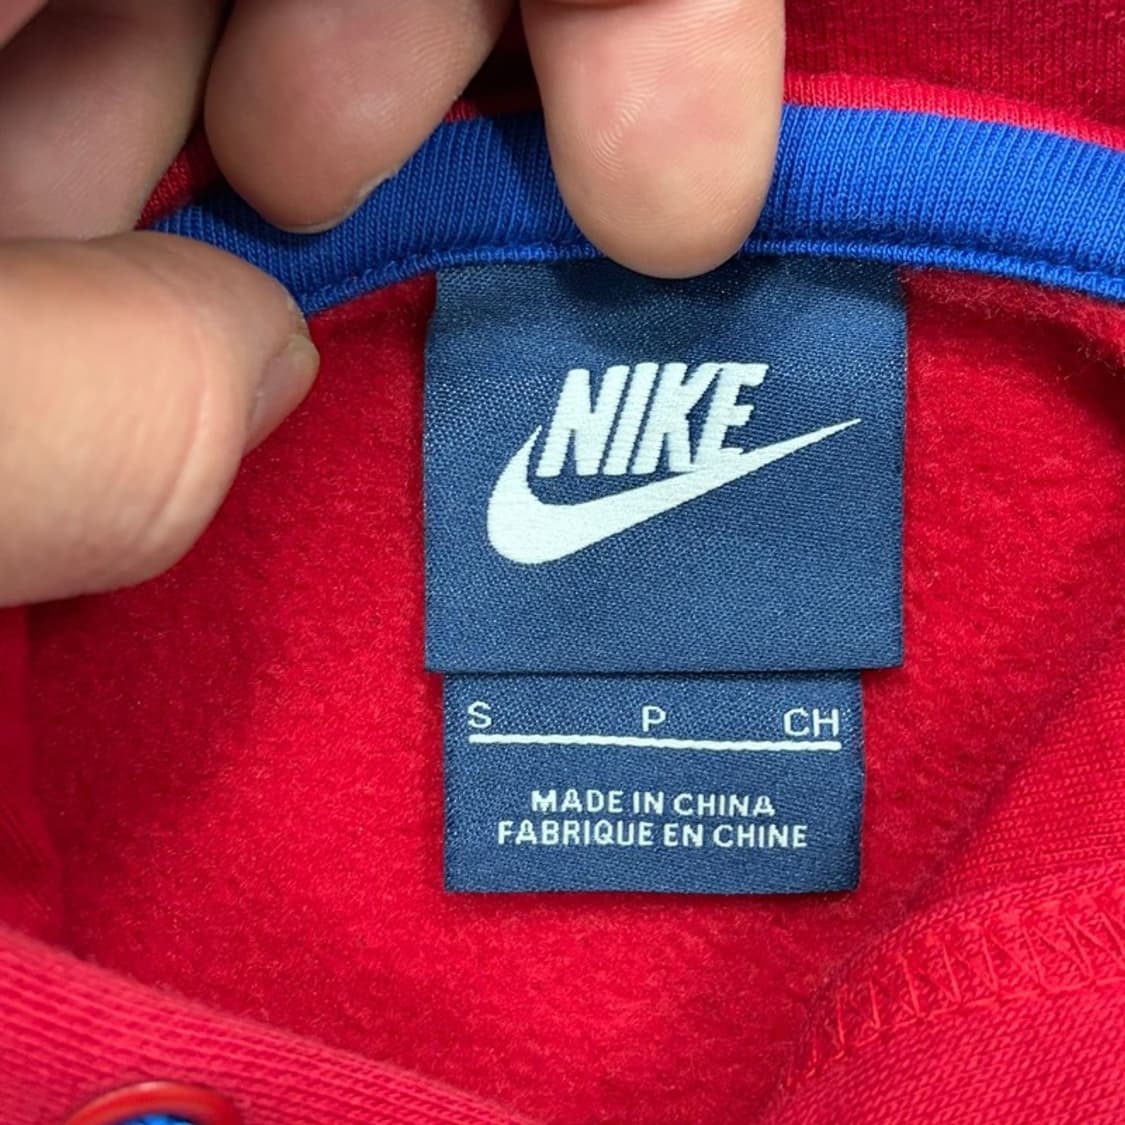 NIKE
S P CH
MADE IN CHINA
FABRIQUE EN CHINE